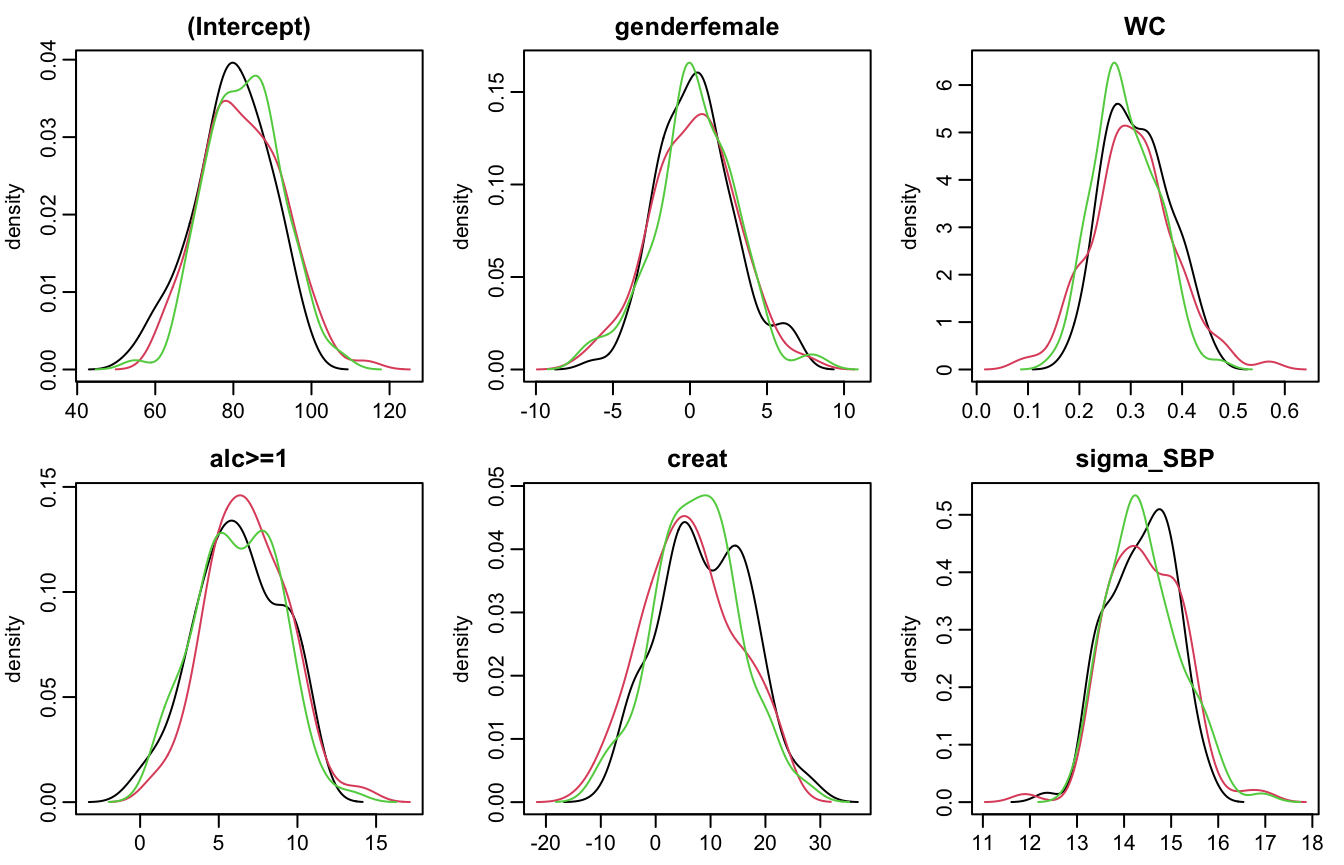 (Intercept)
density
0.00 0.01 0.02 0.03 0.04
40 60 80 100 120
genderfemale
density
0.00 0.05 0.10 0.15
-10 -5 0 5 10
WC
density
0 1 2 3 4 5 6
0.0 0.1 0.2 0.3 0.4 0.5 0.6
alc>=1
density
0.00 0.05 0.10 0.15
0 5 10 15
creat
density
0.00 0.01 0.02 0.03 0.04 0.05
-20 -10 0 10 20 30
sigma_SBP
density
0.0 0.1 0.2 0.3 0.4 0.5
11 12 13 14 15 16 17 18